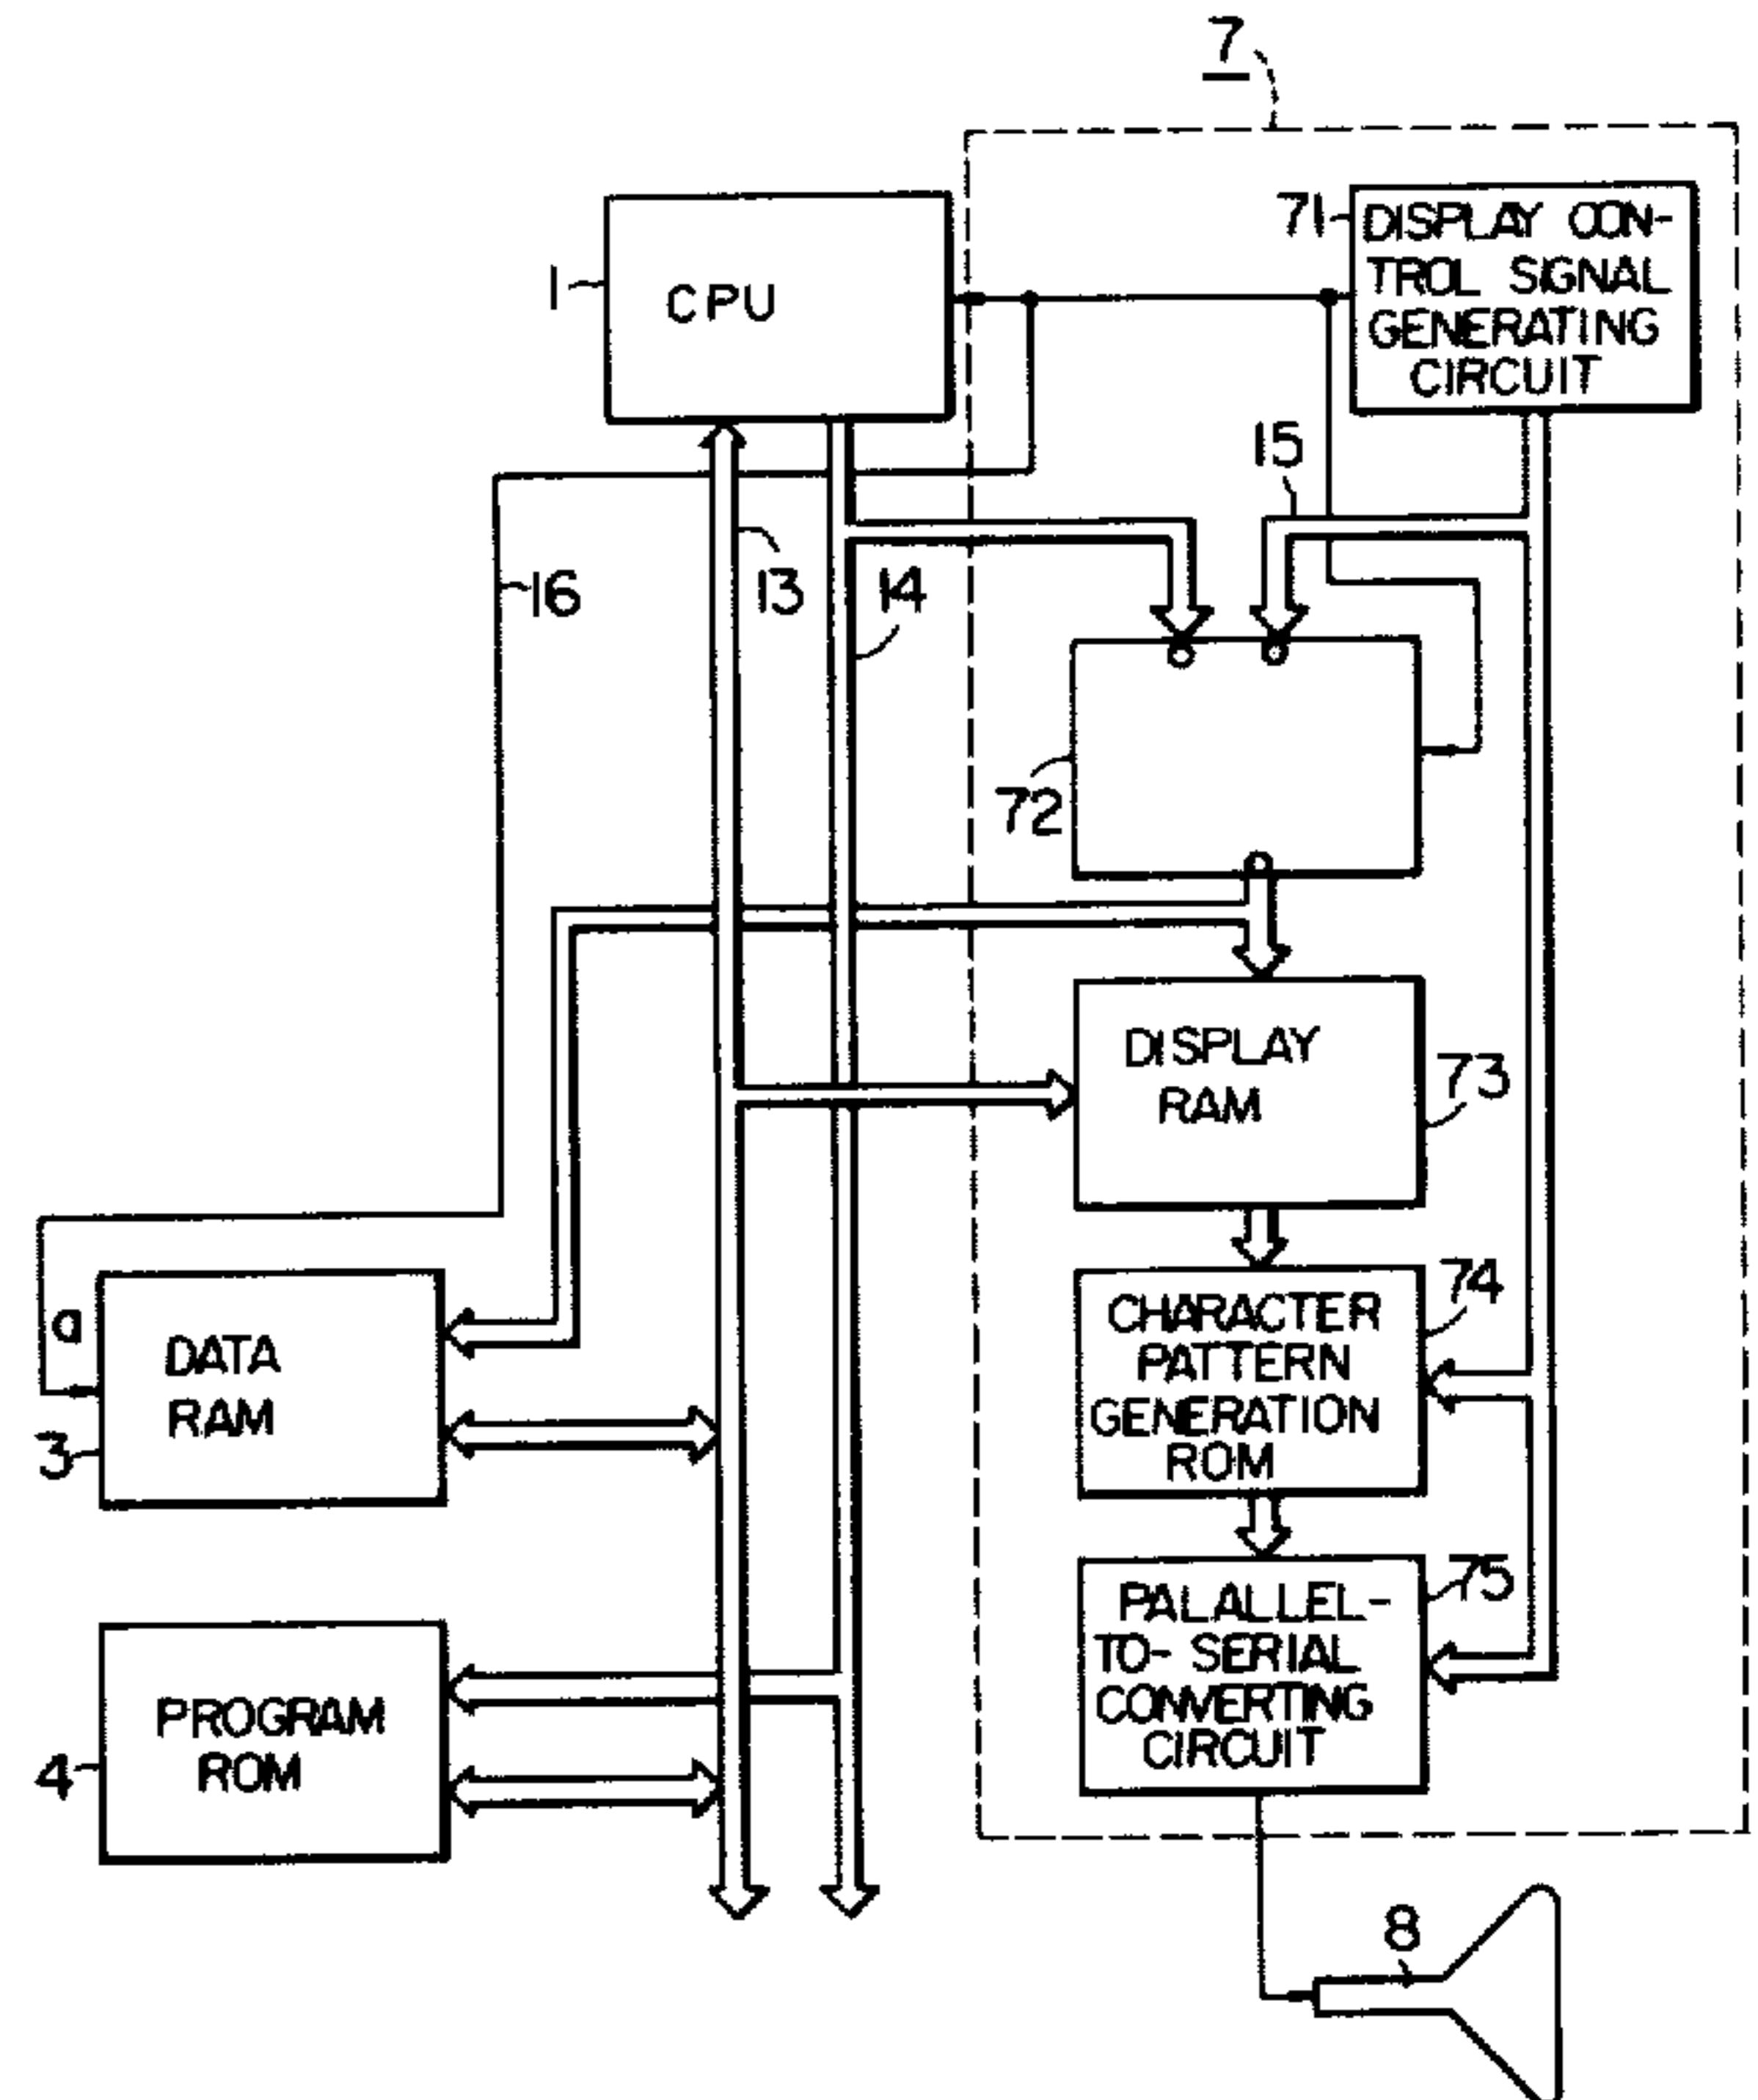 7
71
DISPLAY CON-
TROL SIGNAL
GENERATING
CIRCUIT
1
CPU
15
16
13
14
72
DISPLAY
RAM
73
a
DATA
RAM
3
CHARACTER
PATTERN
GENERATION
ROM
74
PALALLEL-
TO- SERIAL
CONVERTING
CIRCUIT
75
PROGRAM
ROM
4
8